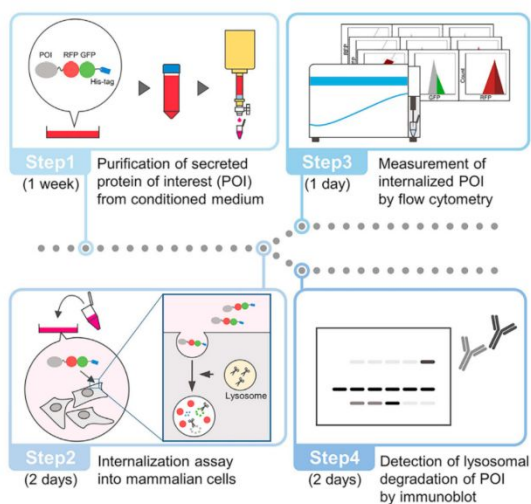 POI RFP GFP
His-tag
Step1
(1 week)
Purification of secreted
protein of interest (POI)
from conditioned medium
RFP
Count
GFP
RFP
Step3
(1 day)
Measurement of
internalized POI
by flow cytometry
Lysosome
Step2
(2 days)
Internalization assay
into mammalian cells
Step4
(2 days)
Detection of lysosomal
degradation of POI
by immunoblot